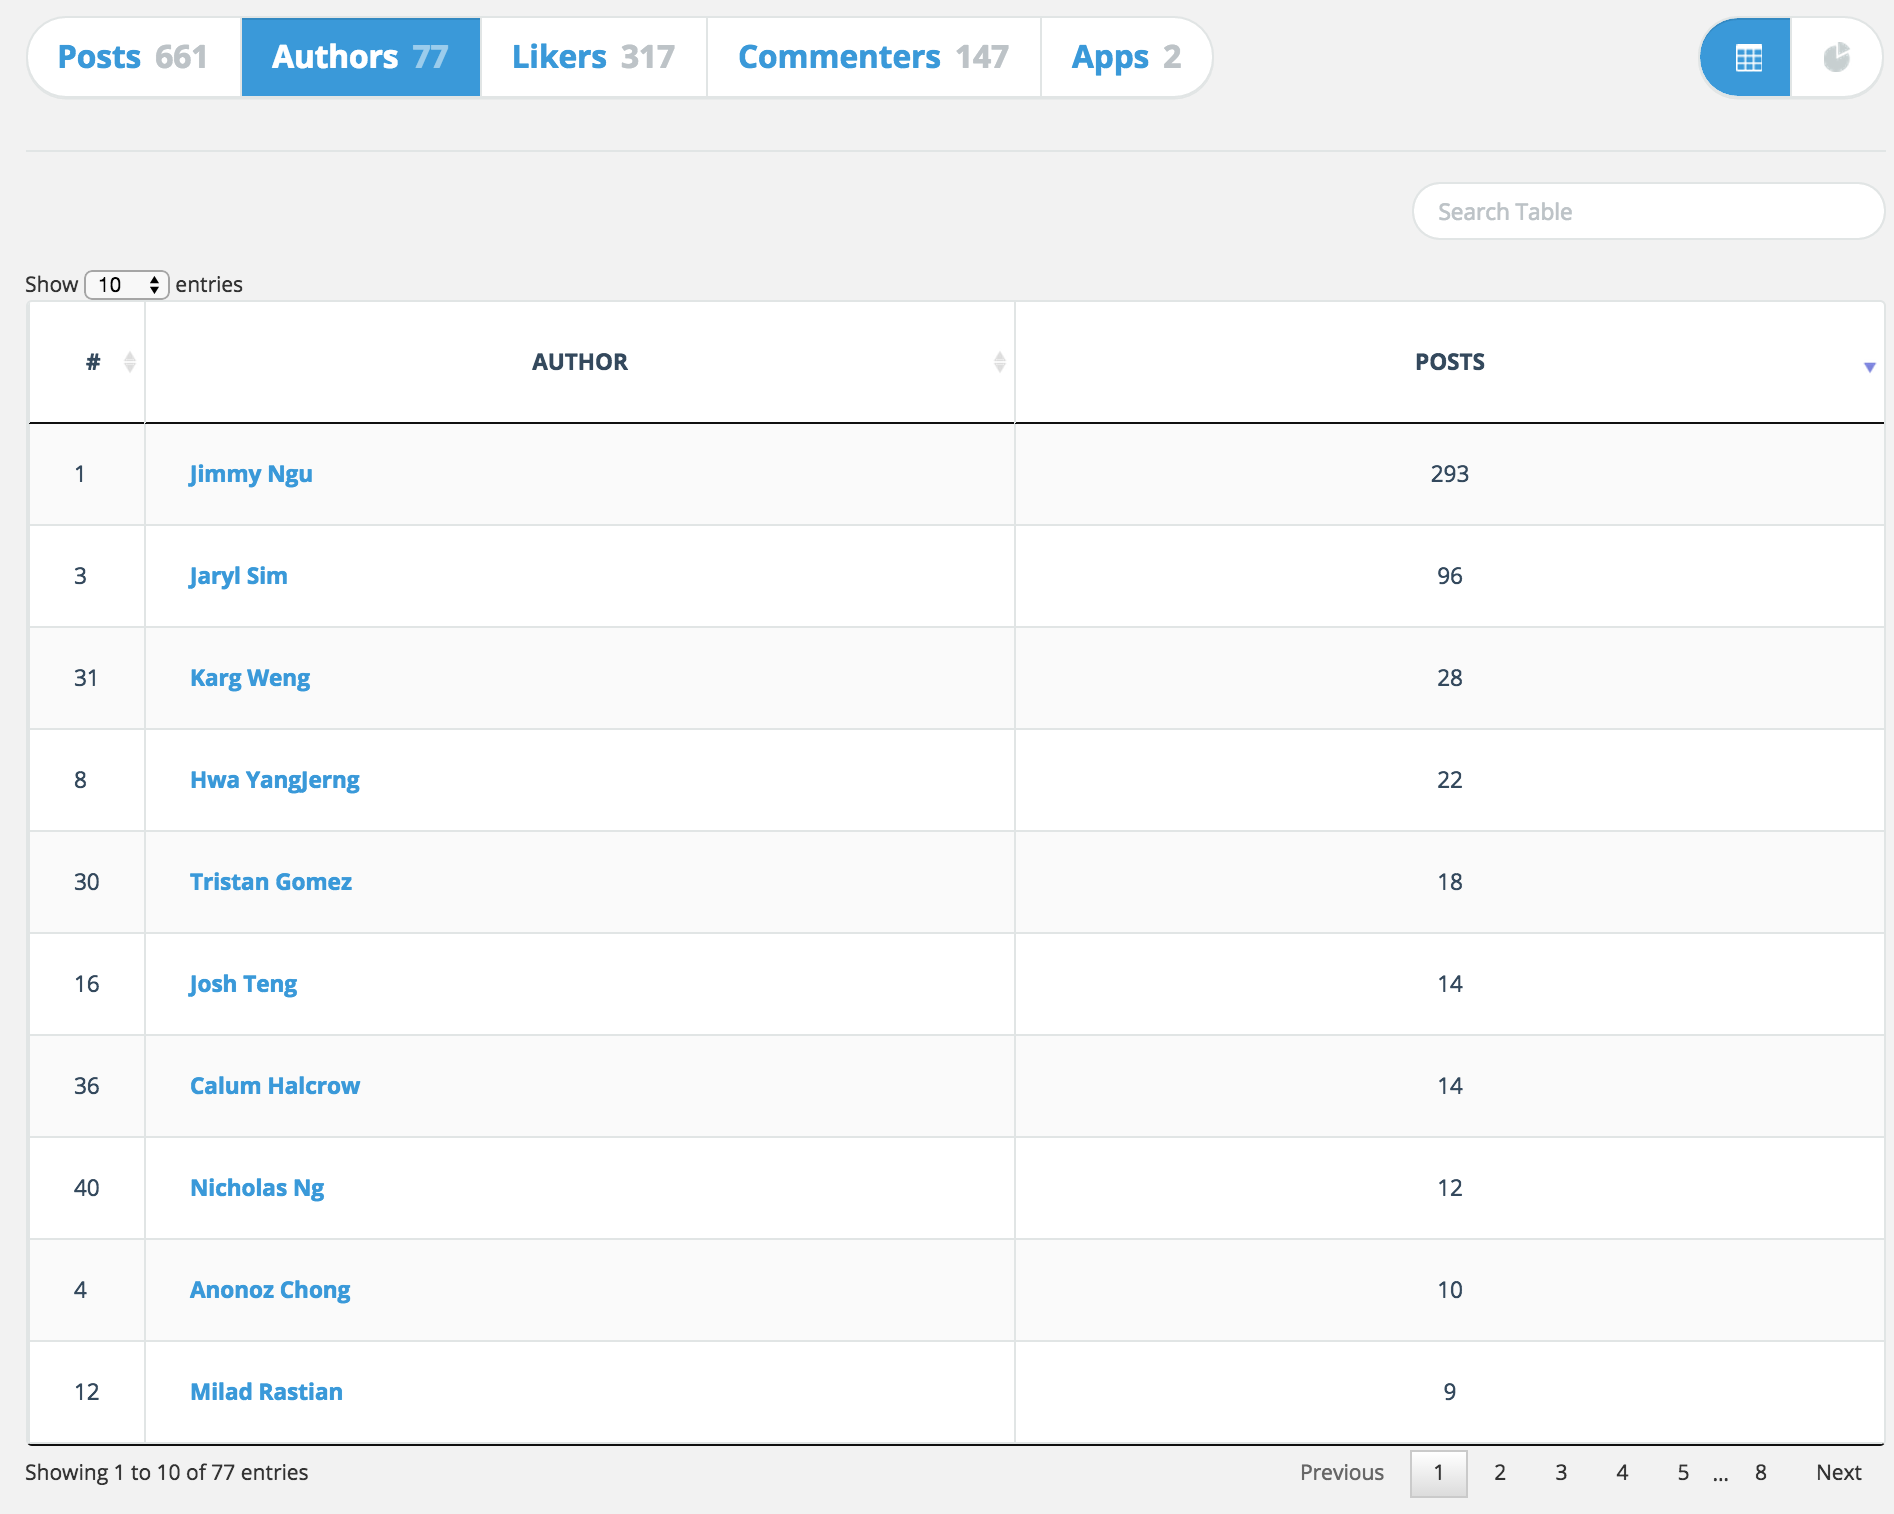 Posts 661 Authors 77 Likers 317 Commenters 147 Apps 2
Search Table
Show 10 entries
# AUTHOR POSTS
1 Jimmy Ngu 293
3 Jaryl Sim 96
31 Karg Weng 28
8 Hwa YangJerng 22
30 Tristan Gomez 18
16 Josh Teng 14
36 Calum Halcrow 14
40 Nicholas Ng 12
4 Anonoz Chong 10
12 Milad Rastian 9
Showing 1 to 10 of 77 entries Previous 1 2 3 4 5 ... 8 Next